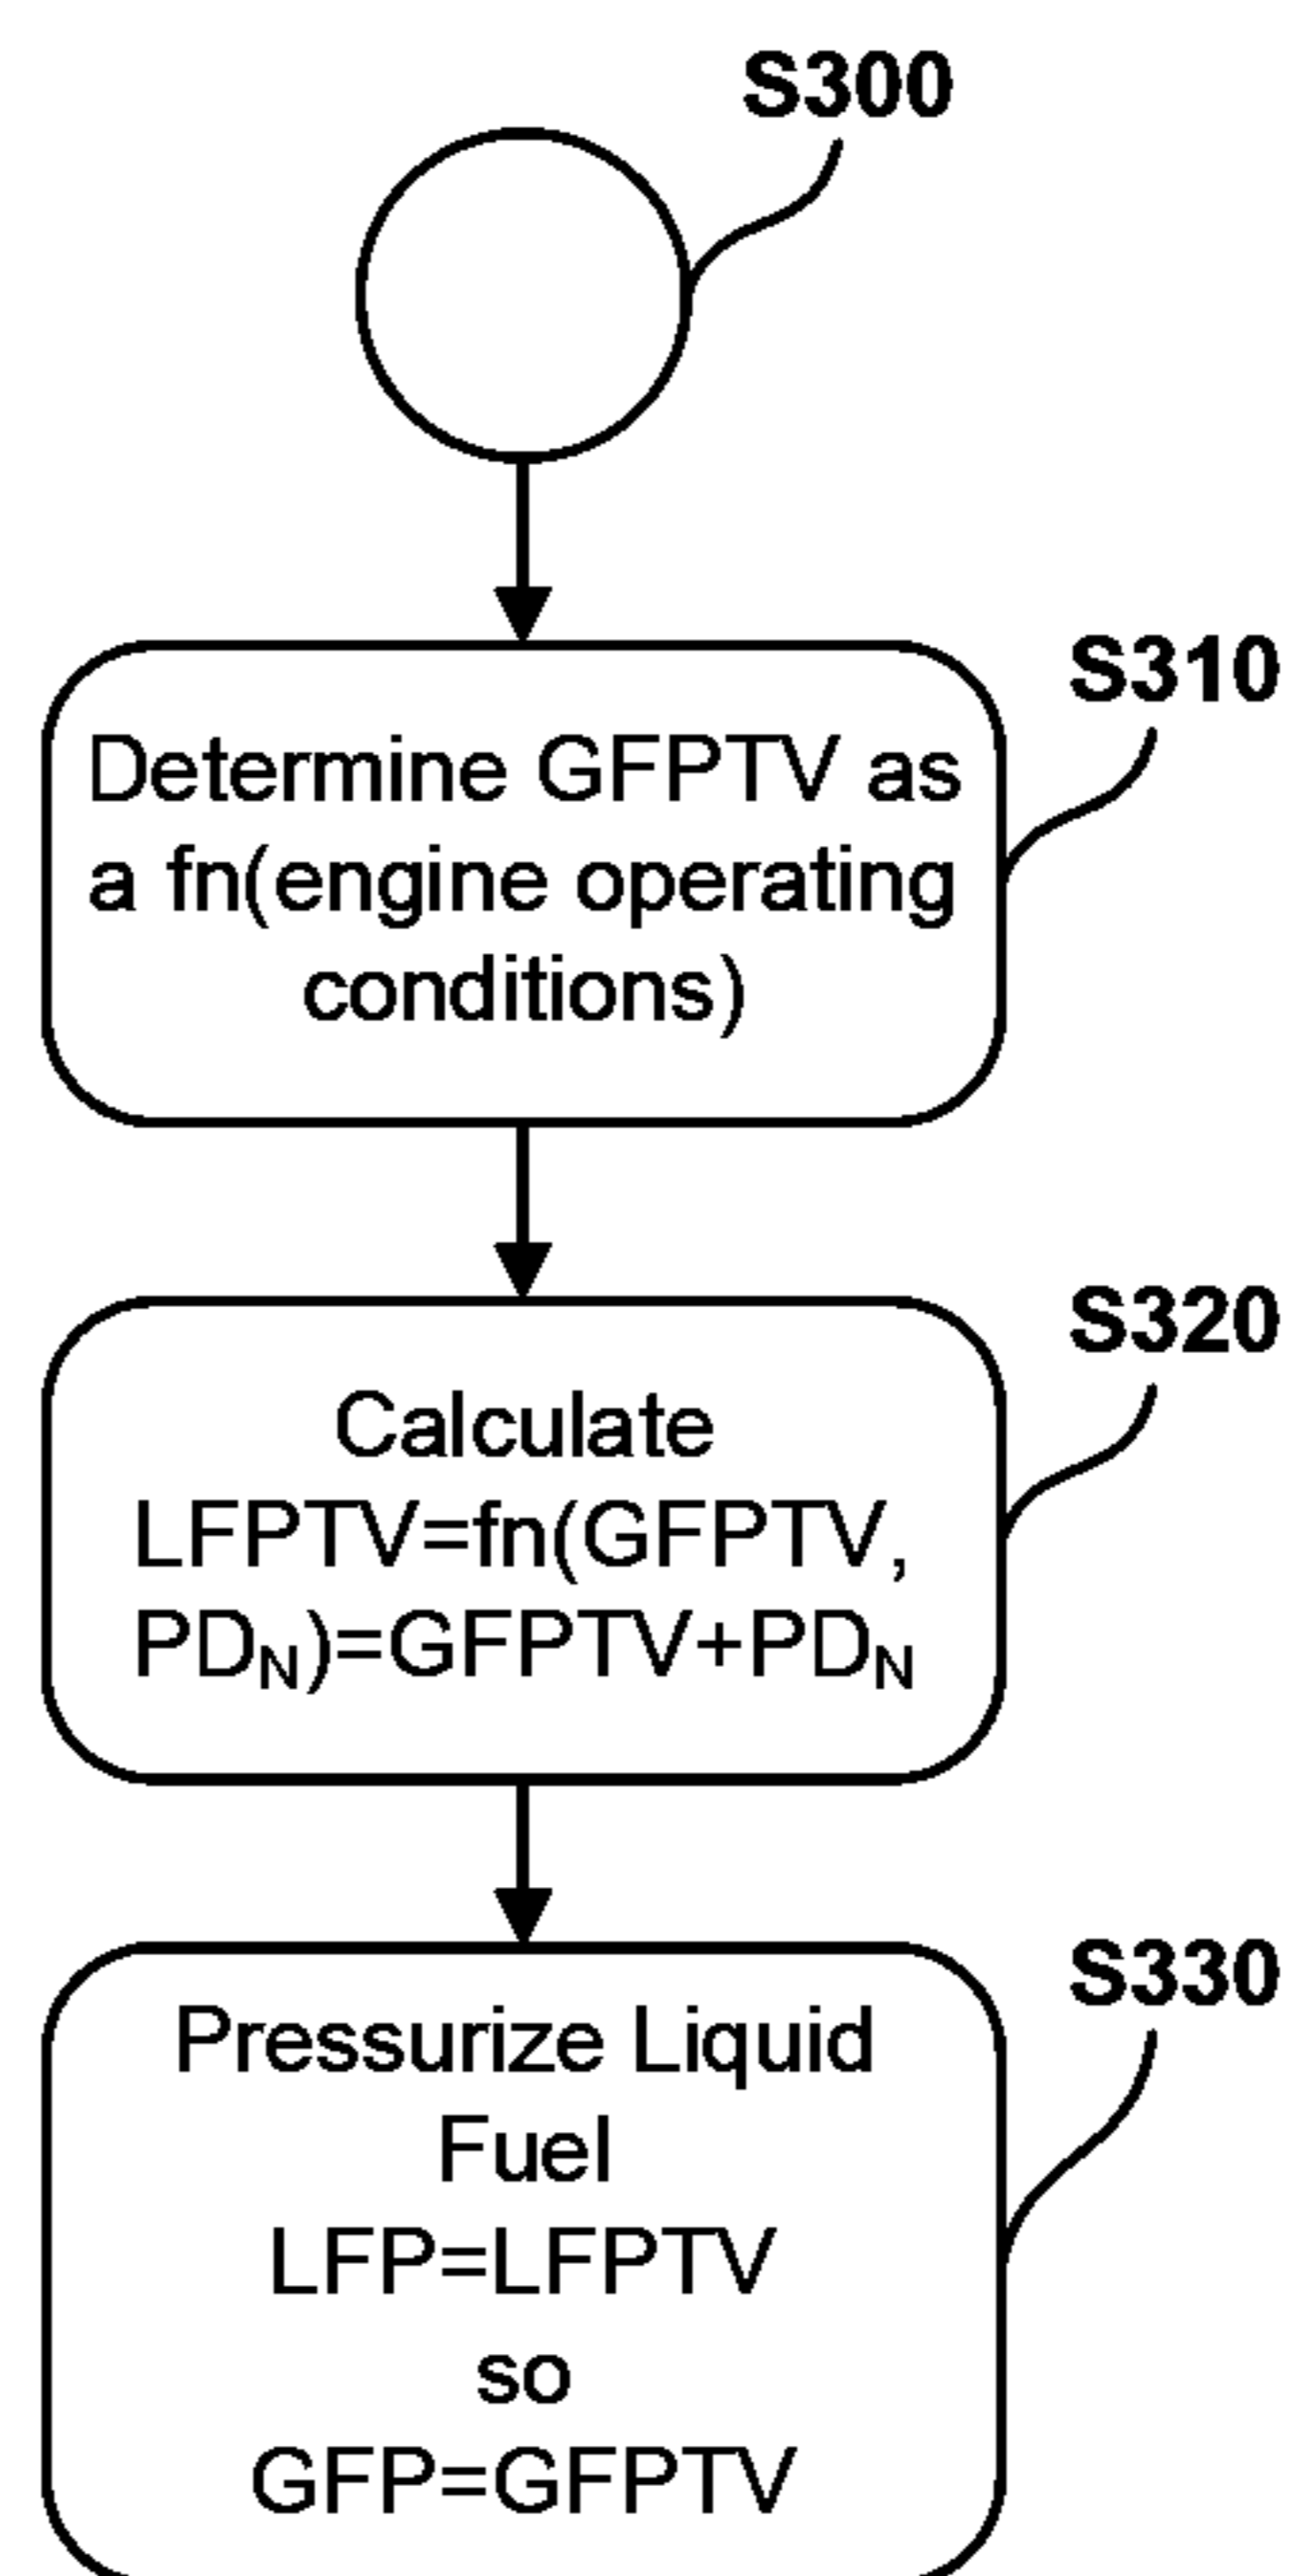 S300
S310
Determine GFPTV as
a fn(engine operating
conditions)
S320
Calculate
LFPTV=fn(GFPTV,
PDN)=GFPTV+PDN
S330
Pressurize Liquid
Fuel
LFP=LFPTV
so
GFP=GFPTV